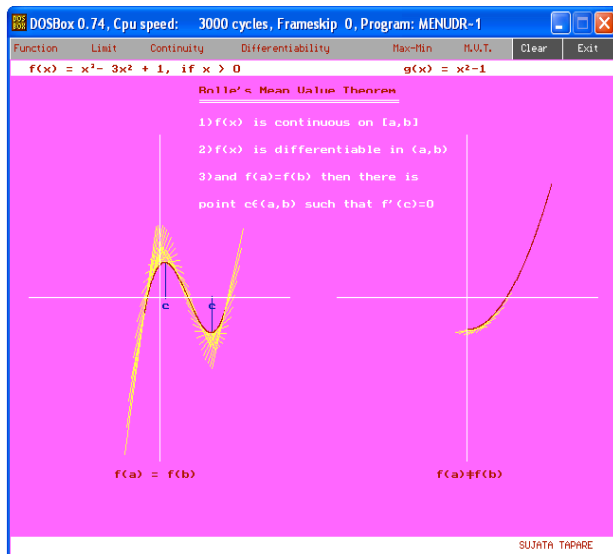 DOSBox 0.74, Cpu speed: 3000 cycles, Frameskip 0, Program: MENUDR~1
Function Limit Continuity Differentiability Max-Min M.V.T. Clear Exit
f(x) = x³- 3x² + 1, if x > 0 g(x) = x²-1
Rolle's Mean Value Theorem
1)f(x) is continuous on [a,b]
2)f(x) is differentiable in (a,b)
3)and f(a)=f(b) then there is
point c∈(a,b) such that f'(c)=0
c c
f(a) = f(b) f(a)≠f(b)
SUJATA TAPARE